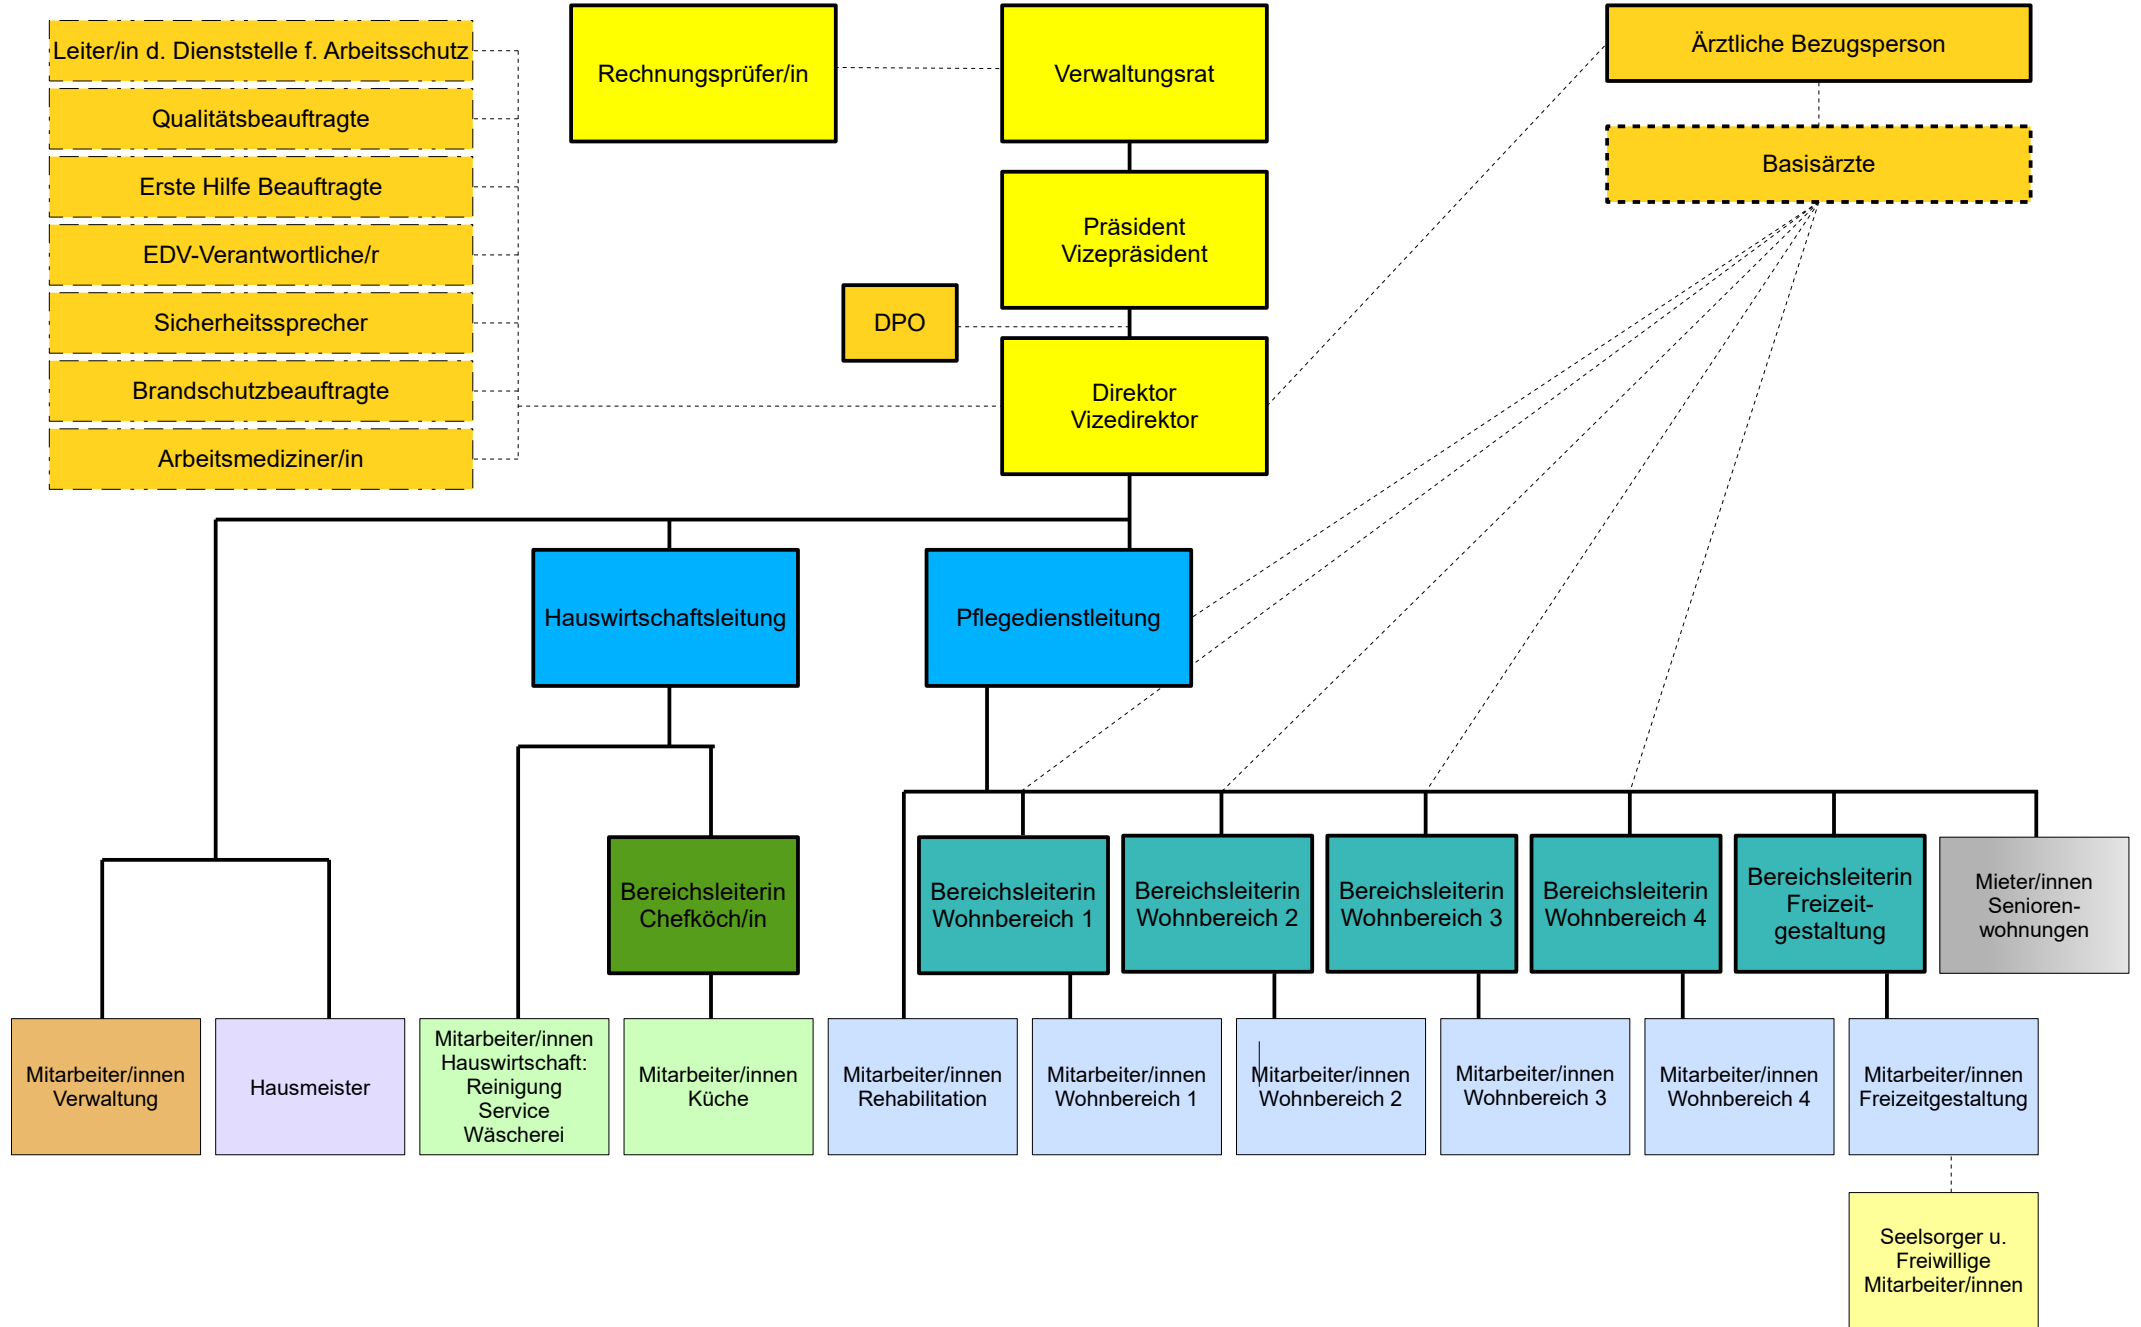 Leiter/in d. Dienststelle f. Arbeitsschutz
Qualitätsbeauftragte
Erste Hilfe Beauftragte
EDV-Verantwortliche/r
Sicherheitssprecher
Brandschutzbeauftragte
Arbeitsmediziner/in
Rechnungsprüfer/in
Verwaltungsrat
Präsident
Vizepräsident
DPO
Direktor
Vizedirektor
Ärztliche Bezugsperson
Basisärzte
Hauswirtschaftsleitung
Pflegedienstleitung
Bereichsleiterin
Chefköch/in
Bereichsleiterin
Wohnbereich 1
Bereichsleiterin
Wohnbereich 2
Bereichsleiterin
Wohnbereich 3
Bereichsleiterin
Wohnbereich 4
Bereichsleiterin
Freizeit-
gestaltung
Mieter/innen
Senioren-
wohnungen
Mitarbeiter/innen
Verwaltung
Hausmeister
Mitarbeiter/innen
Hauswirtschaft:
Reinigung
Service
Wäscherei
Mitarbeiter/innen
Küche
Mitarbeiter/innen
Rehabilitation
Mitarbeiter/innen
Wohnbereich 1
Mitarbeiter/innen
Wohnbereich 2
Mitarbeiter/innen
Wohnbereich 3
Mitarbeiter/innen
Wohnbereich 4
Mitarbeiter/innen
Freizeitgestaltung
Seelsorger u.
Freiwillige
Mitarbeiter/innen